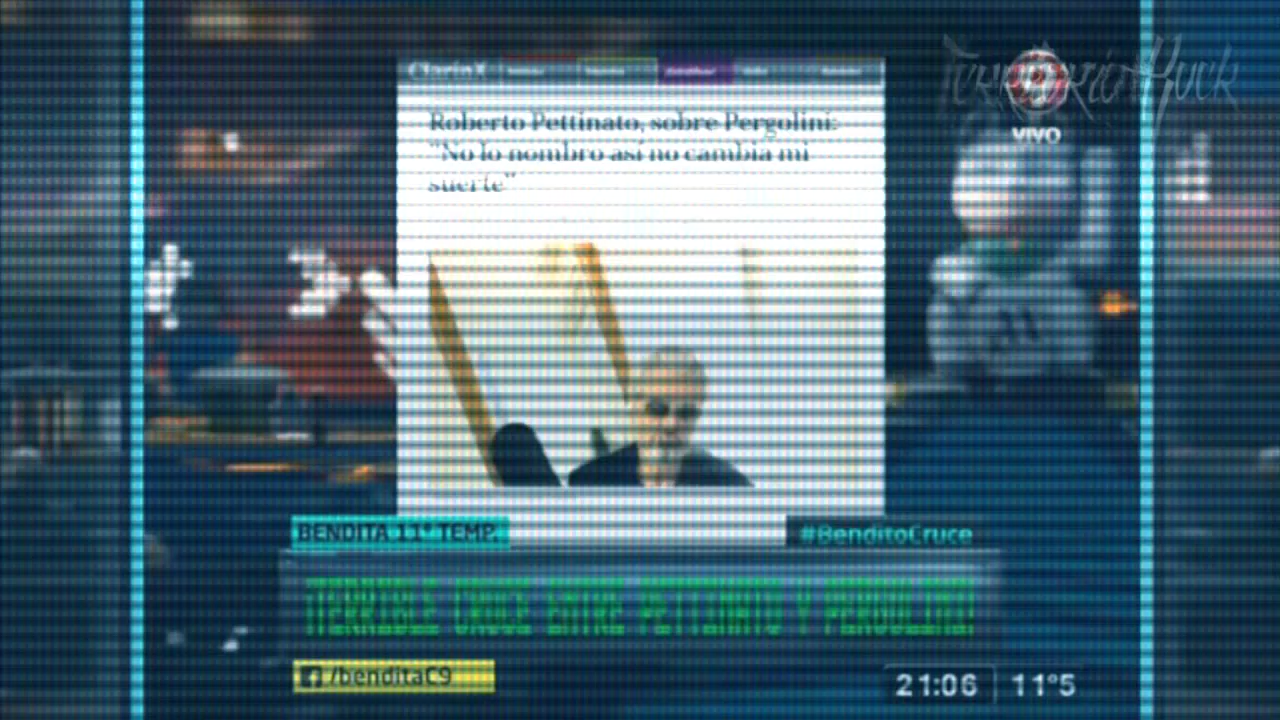 ClarinX
Roberto Pettinato, sobre Pergolini:
"No lo nombro así no cambia mi
suerte"
VIVO
BENDITA 11° TEMP.
#BenditoCruce
¡TERRIBLE CRUCE ENTRE PETTINATO Y PERGOLINI!
/benditaC9
21:06
11°5